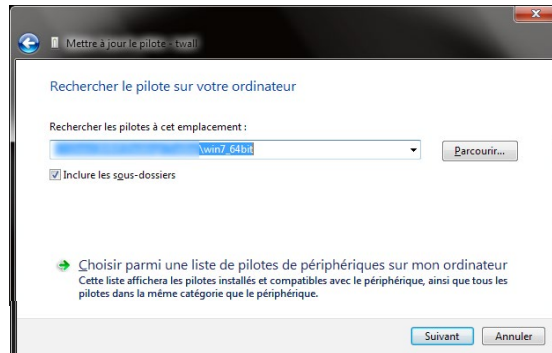 Mettre à jour le pilote - twall
Rechercher le pilote sur votre ordinateur
Rechercher les pilotes à cet emplacement :
\win7_64bit
Parcourir...
Inclure les sous-dossiers
Choisir parmi une liste de pilotes de périphériques sur mon ordinateur
Cette liste affichera les pilotes installés et compatibles avec le périphérique, ainsi que tous les
pilotes dans la même catégorie que le périphérique.
Suivant
Annuler